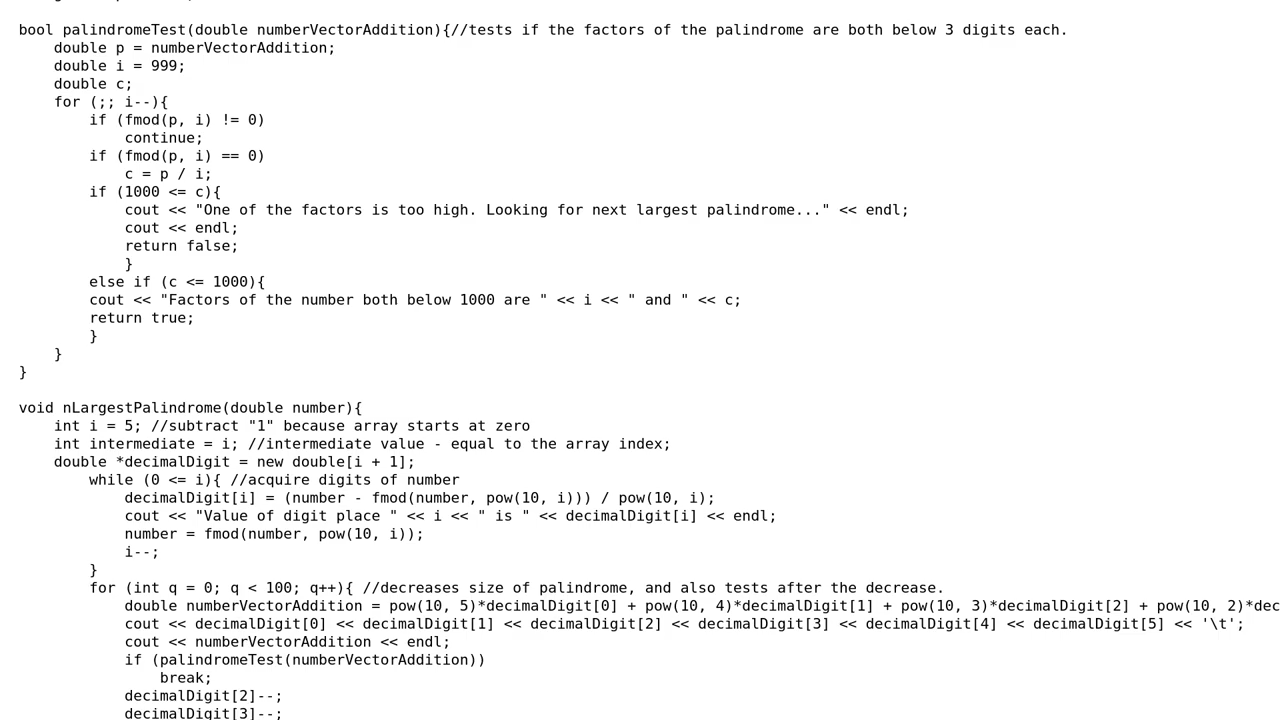 bool palindromeTest(double numberVectorAddition){//tests if the factors of the palindrome are both below 3 digits each.
    double p = numberVectorAddition;
    double i = 999;
    double c;
    for (;; i--){
        if (fmod(p, i) != 0)
            continue;
        if (fmod(p, i) == 0)
            c = p / i;
        if (1000 <= c){
            cout << "One of the factors is too high. Looking for next largest palindrome..." << endl;
            cout << endl;
            return false;
            }
        else if (c <= 1000){
        cout << "Factors of the number both below 1000 are " << i << " and " << c;
        return true;
        }
    }
}

void nLargestPalindrome(double number){
    int i = 5; //subtract "1" because array starts at zero
    int intermediate = i; //intermediate value - equal to the array index;
    double *decimalDigit = new double[i + 1];
        while (0 <= i){ //acquire digits of number
            decimalDigit[i] = (number - fmod(number, pow(10, i))) / pow(10, i);
            cout << "Value of digit place " << i << " is " << decimalDigit[i] << endl;
            number = fmod(number, pow(10, i));
            i--;
        }
        for (int q = 0; q < 100; q++){ //decreases size of palindrome, and also tests after the decrease.
            double numberVectorAddition = pow(10, 5)*decimalDigit[0] + pow(10, 4)*decimalDigit[1] + pow(10, 3)*decimalDigit[2] + pow(10, 2)*dec
            cout << decimalDigit[0] << decimalDigit[1] << decimalDigit[2] << decimalDigit[3] << decimalDigit[4] << decimalDigit[5] << '\t';
            cout << numberVectorAddition << endl;
            if (palindromeTest(numberVectorAddition))
                break;
            decimalDigit[2]--;
            decimalDigit[3]--;